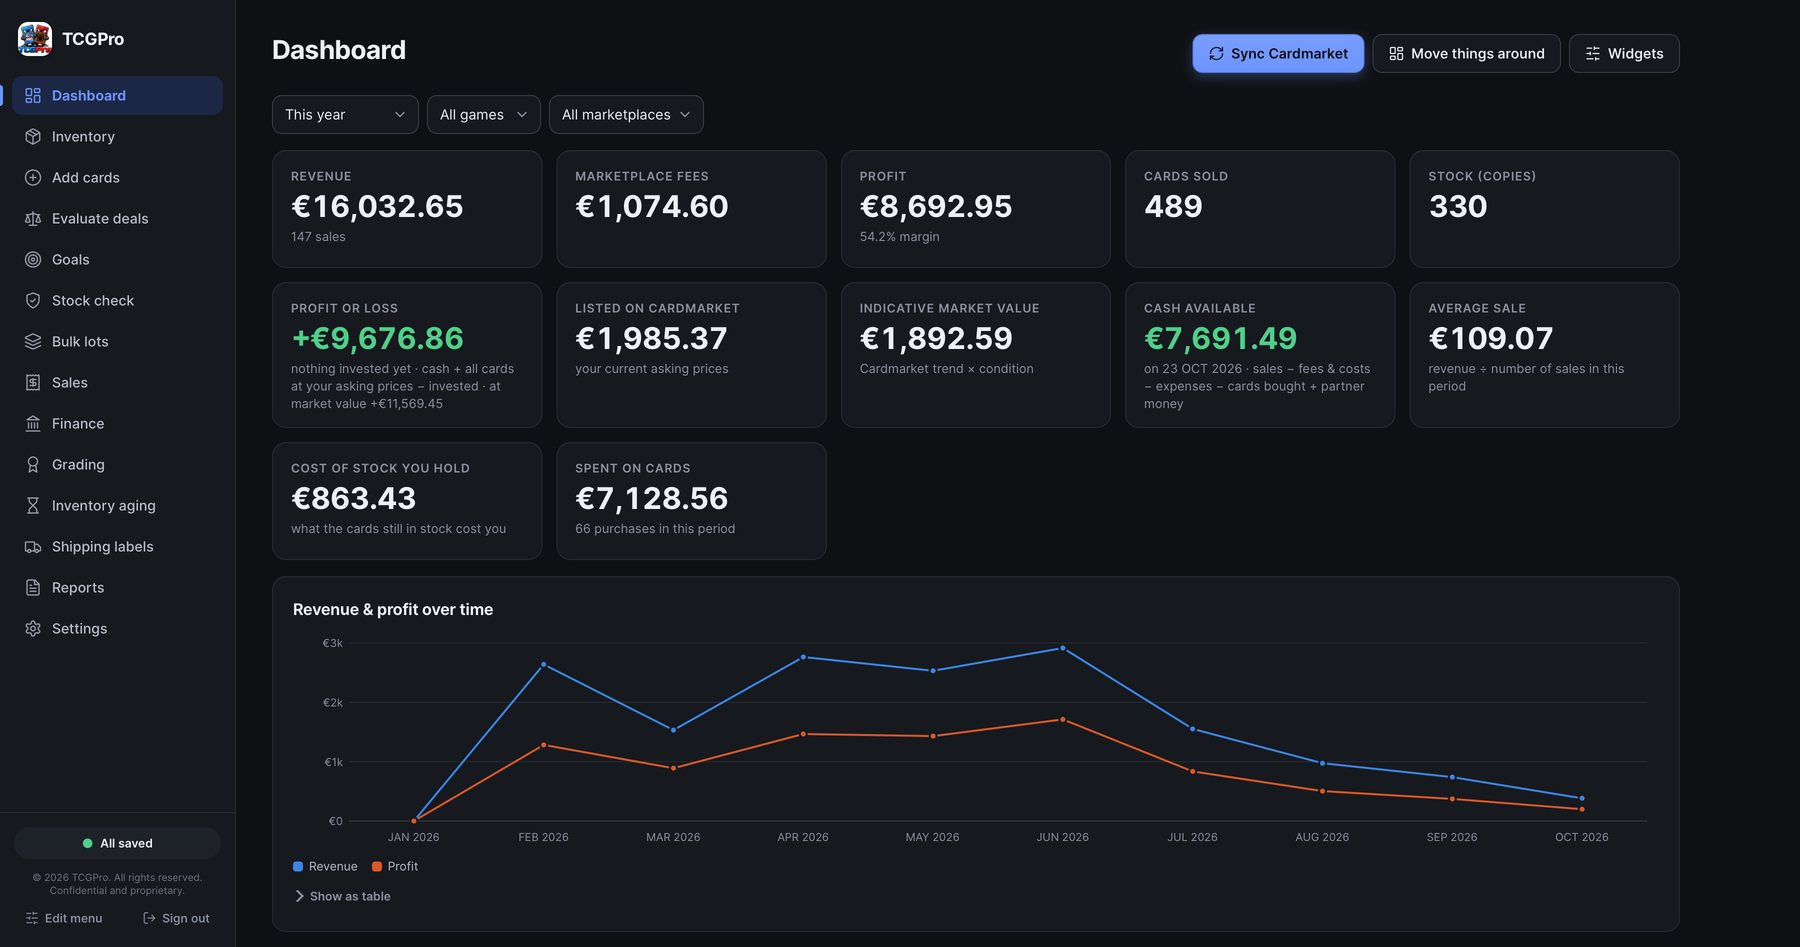 TCGPro
Dashboard
Inventory
Add cards
Evaluate deals
Goals
Stock check
Bulk lots
Sales
Finance
Grading
Inventory aging
Shipping labels
Reports
Settings
All saved
© 2026 TCGPro. All rights reserved.
Confidential and proprietary.
Edit menu
Sign out
Dashboard
Sync Cardmarket
Move things around
Widgets
This year
All games
All marketplaces
REVENUE
€16,032.65
147 sales
MARKETPLACE FEES
€1,074.60
PROFIT
€8,692.95
54.2% margin
CARDS SOLD
489
STOCK (COPIES)
330
PROFIT OR LOSS
+€9,676.86
nothing invested yet · cash + all cards
at your asking prices − invested · at
market value +€11,569.45
LISTED ON CARDMARKET
€1,985.37
your current asking prices
INDICATIVE MARKET VALUE
€1,892.59
Cardmarket trend × condition
CASH AVAILABLE
€7,691.49
on 23 OCT 2026 · sales − fees & costs
− expenses − cards bought + partner
money
AVERAGE SALE
€109.07
revenue ÷ number of sales in this
period
COST OF STOCK YOU HOLD
€863.43
what the cards still in stock cost you
SPENT ON CARDS
€7,128.56
66 purchases in this period
Revenue & profit over time
€3k
€2k
€1k
€0
JAN 2026
FEB 2026
MAR 2026
APR 2026
MAY 2026
JUN 2026
JUL 2026
AUG 2026
SEP 2026
OCT 2026
Revenue
Profit
Show as table